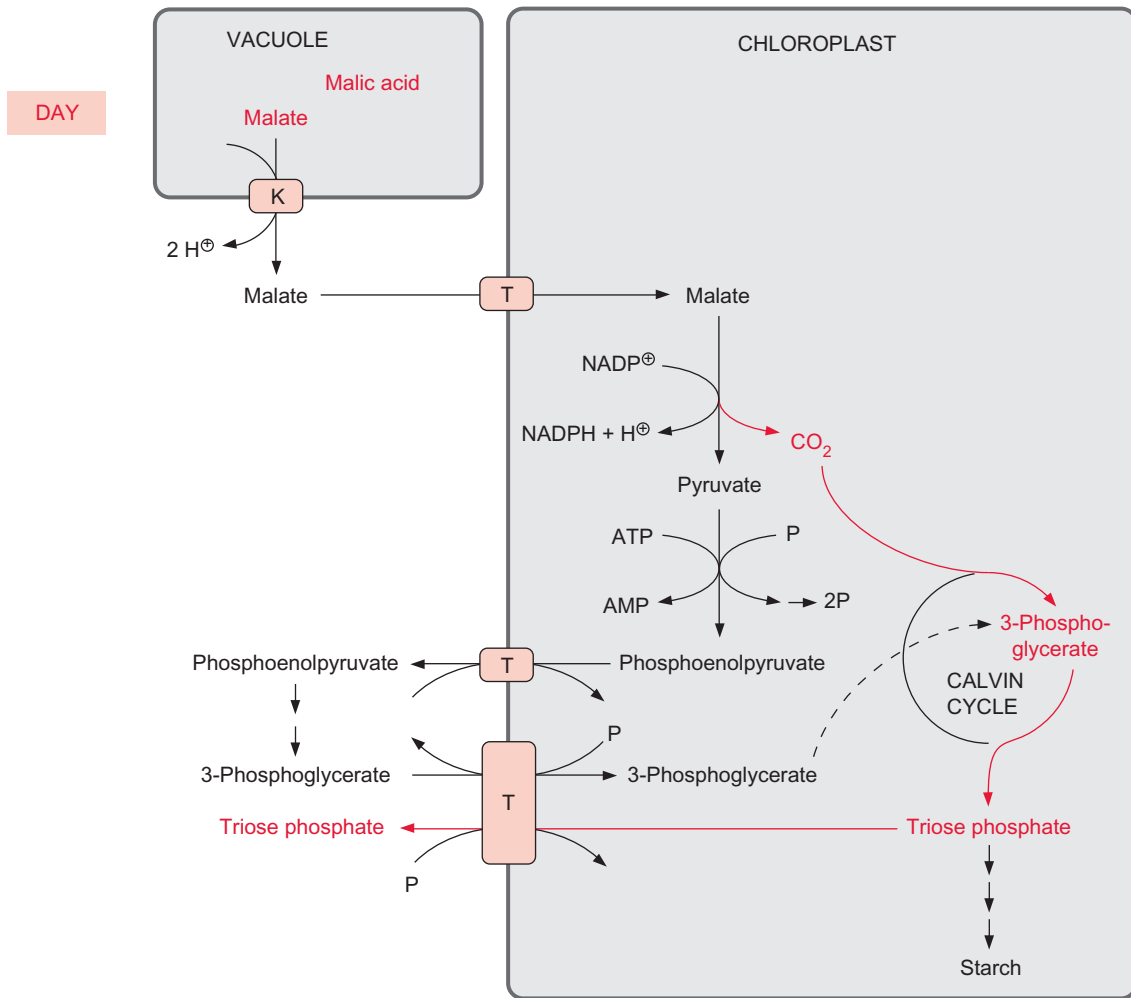 VACUOLE
CHLOROPLAST
Malic acid
DAY
Malate
K
2 H⊕
Malate
T
Malate
NADP⊕
NADPH + H⊕
CO₂
Pyruvate
ATP
P
AMP
2P
3-Phospho-
glycerate
Phosphoenolpyruvate
T
Phosphoenolpyruvate
CALVIN
CYCLE
P
3-Phosphoglycerate
T
3-Phosphoglycerate
Triose phosphate
Triose phosphate
P
Starch